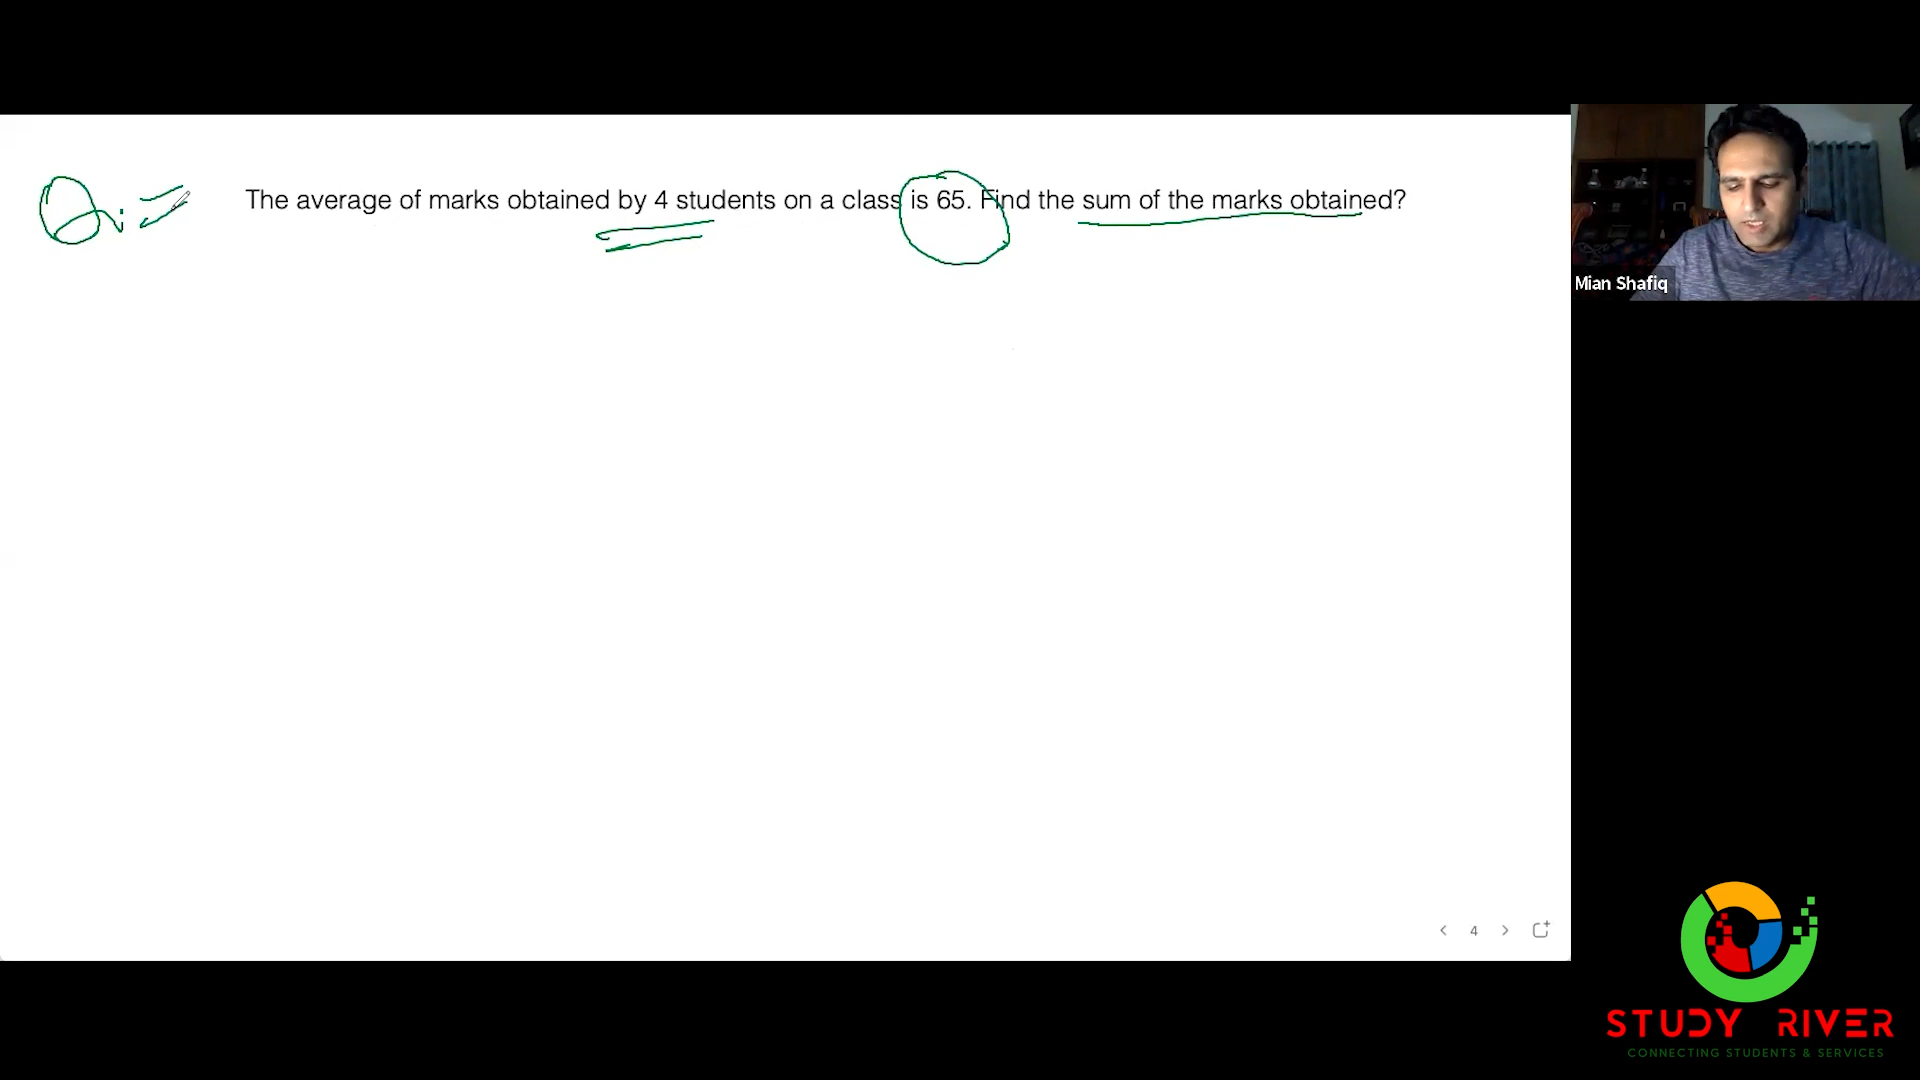 Q:
The average of marks obtained by 4 students on a class is 65. Find the sum of the marks obtained?
Mian Shafiq
4
STUDY RIVER
CONNECTING STUDENTS & SERVICES